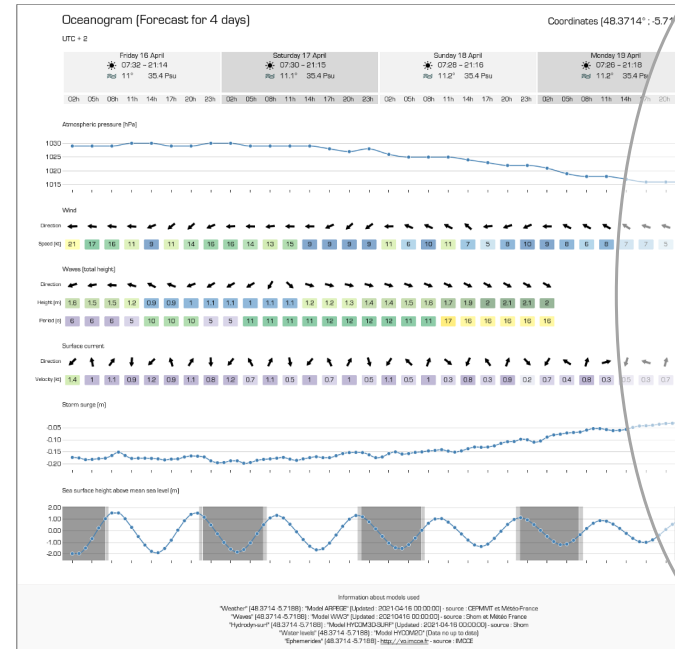 Oceanogram (Forecast for 4 days)
Coordinates (48.3714° ; -5.71
UTC + 2
Friday 16 April
07:32 - 21:14
11° 35.4 Psu
Saturday 17 April
07:30 - 21:15
11.1° 35.4 Psu
Sunday 18 April
07:28 - 21:16
11.2° 35.4 Psu
Monday 19 April
07:26 - 21:18
11.2° 35.4 Psu
02h 05h 08h 11h 14h 17h 20h 23h 02h 05h 08h 11h 14h 17h 20h 23h 02h 05h 08h 11h 14h 17h 20h 23h 02h 05h 08h 11h 14h 17h 20h
Atmospheric pressure (hPa)
1030
1025
1020
1015
Wind
Direction
Speed (kt) 21 17 16 11 9 11 14 16 16 14 13 15 9 9 9 9 11 6 10 11 7 5 8 10 9 8 6 8 7 7 5
Waves (total height)
Direction
Height (m) 1.6 1.5 1.5 1.2 0.9 0.9 1 1.1 1.1 1 1.1 1.1 1.2 1.2 1.3 1.4 1.4 1.5 1.6 1.7 1.9 2 2.1 2.1 2
Period (s) 6 6 6 5 10 10 10 5 5 11 11 11 11 12 12 12 12 11 11 17 16 16 16 16 16
Surface current
Direction
Velocity (kt) 1.4 1 1.1 0.9 1.2 0.9 1.1 0.8 1.2 0.7 1.1 0.5 1 0.7 1 0.5 1.1 0.5 1 0.3 0.8 0.3 0.9 0.2 0.7 0.4 0.8 0.3 0.5 0.3 0.7
Storm surge (m)
-0.05
-0.10
-0.15
-0.20
Sea surface height above mean sea level (m)
2.00
1.00
0.00
-1.00
-2.00
Information about models used
"Weather" (48.3714 -5.7188) : "Model ARPEGE" (Updated : 2021-04-16 00:00:00) - source : CEPMMT et Météo-France
"Waves" (48.3714 -5.7188) : "Model WW3" (Updated : 20210416 00:00:00) - source : Shom et Météo France
"Hydrodyn-surf" (48.3714 -5.7188) : "Model HYCOM3D-SURF" (Updated : 2021-04-16 00:00:00) - source : Shom
"Water levels" (48.3714 -5.7188) : "Model HYCOM2D" (Data no up to date)
"Ephemerides" (48.3714 -5.7188) - http://vo.imcce.fr - source : IMCCE